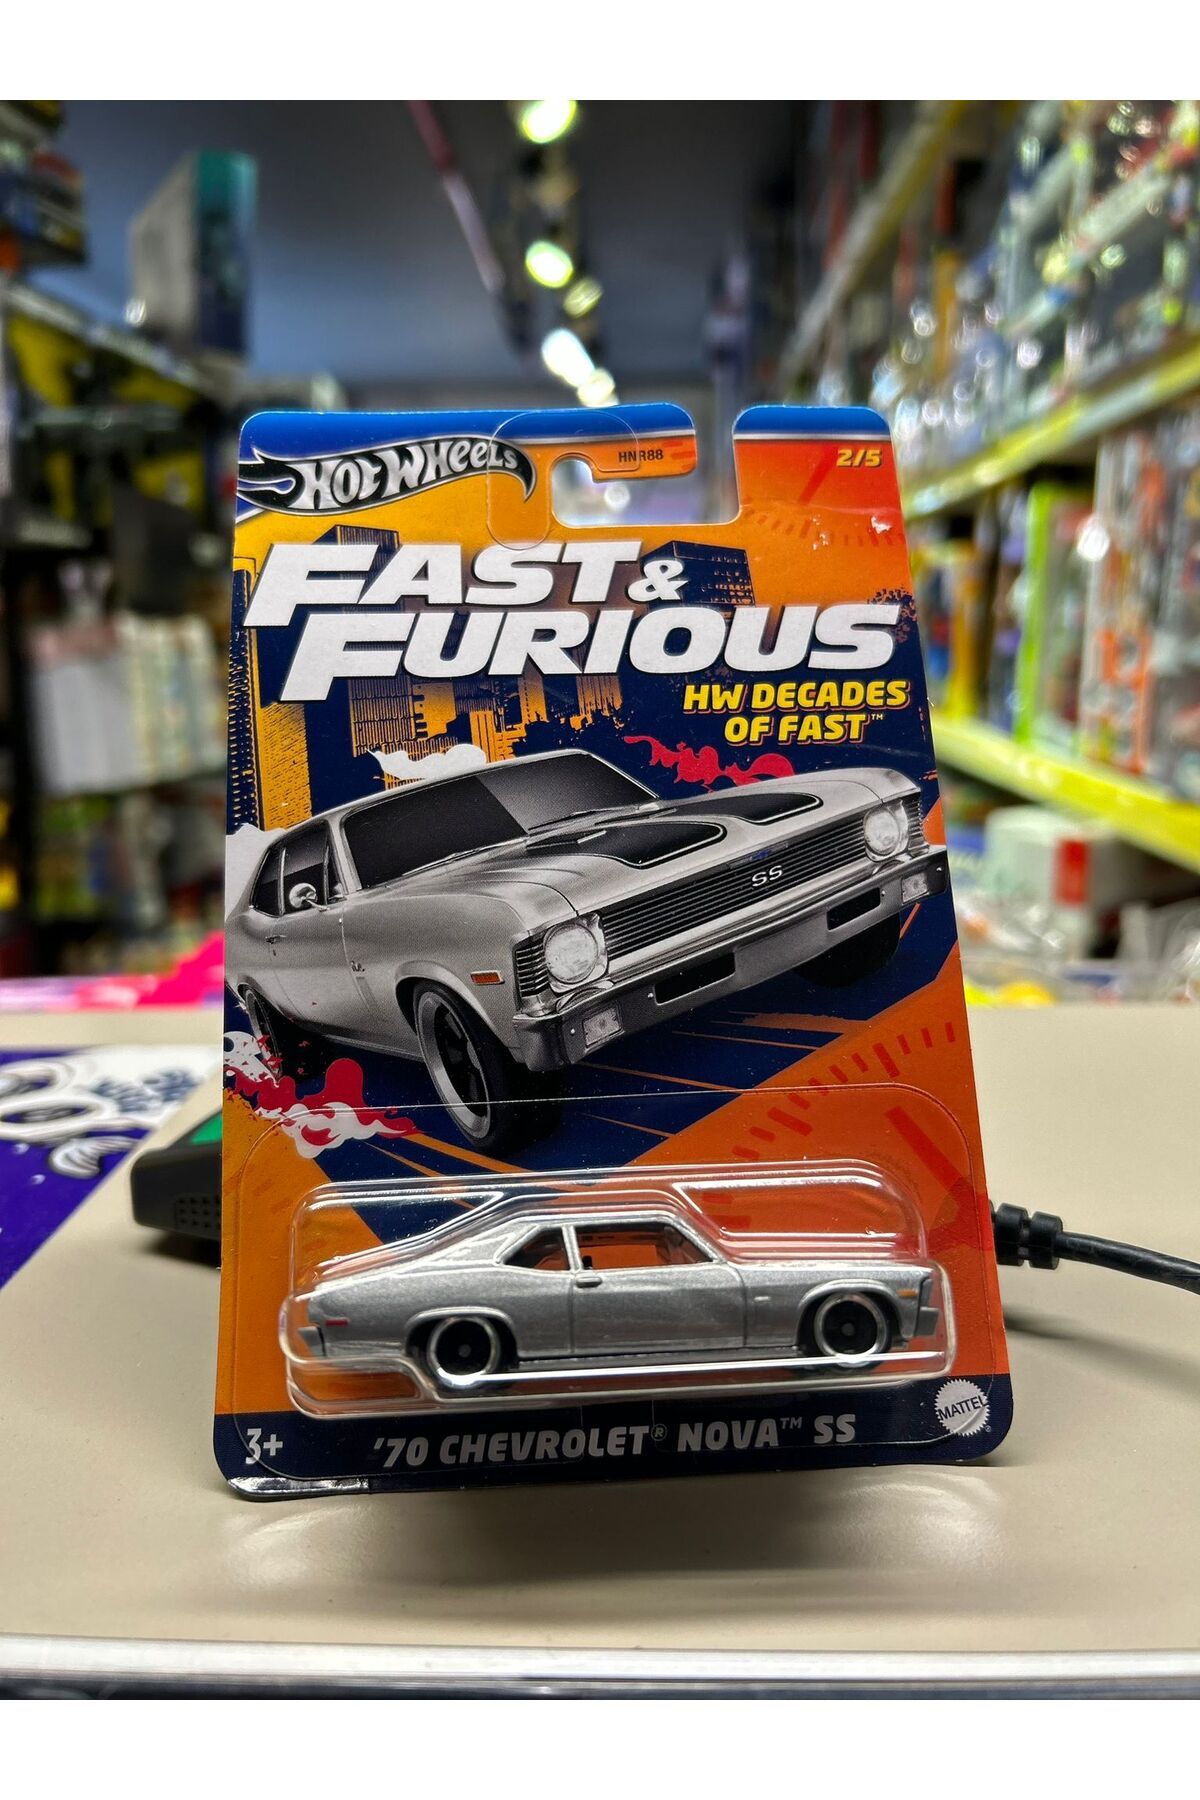 HOT WHEELS
HNR88
2/5
FAST &
FURIOUS
HW DECADES
OF FAST™
SS
3+
'70 CHEVROLET® NOVA™ SS
MATTEL
®